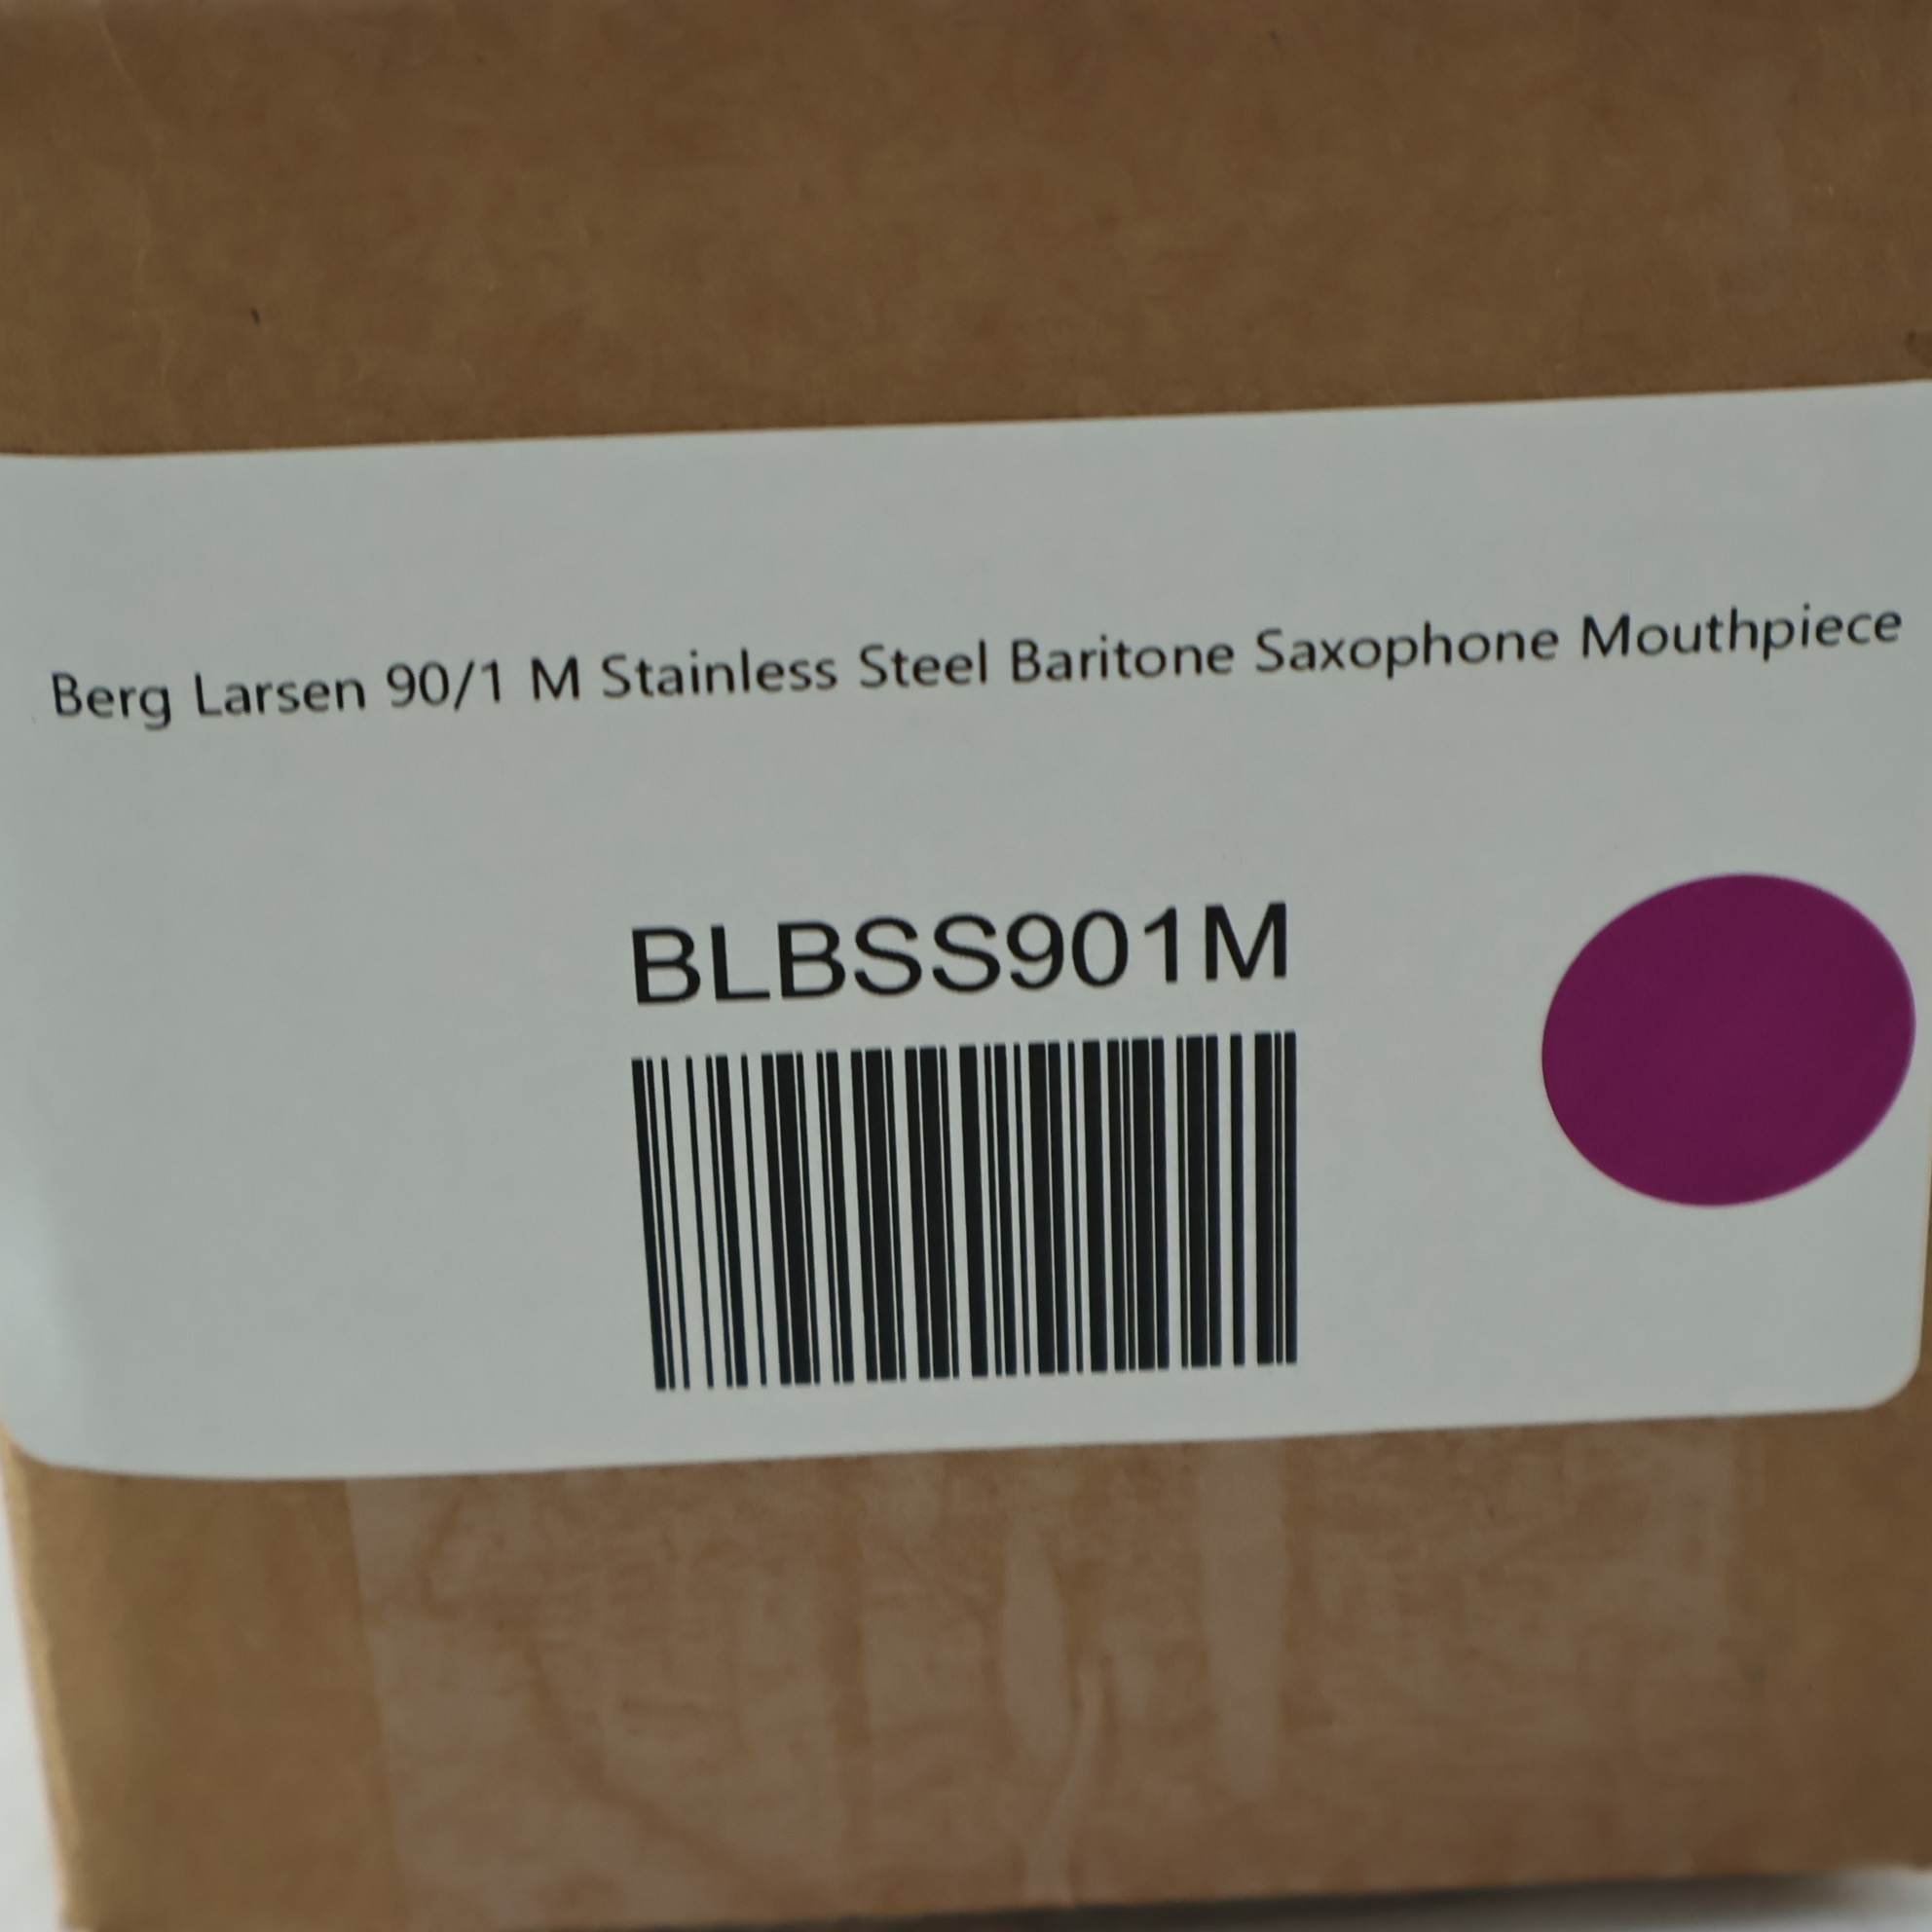 Berg Larsen 90/1 M Stainless Steel Baritone Saxophone Mouthpiece
BLBSS901M